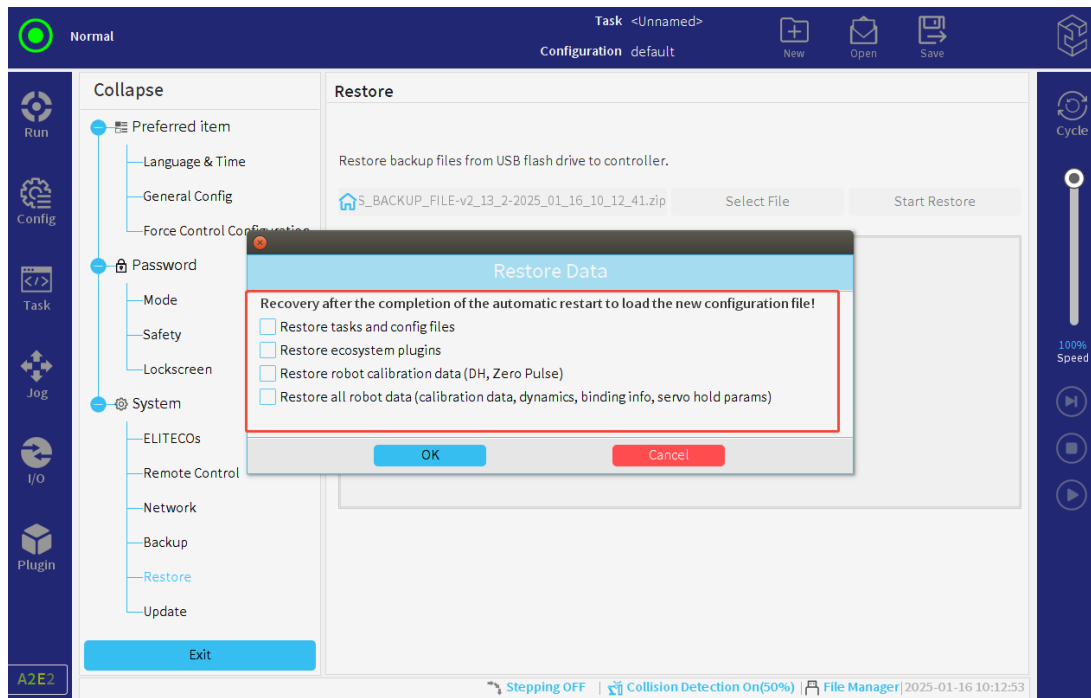 Normal
Task <Unnamed>
Configuration default
New
Open
Save
Run
Config
Task
Jog
I/O
Plugin
A2E2
Collapse
Preferred item
Language & Time
General Config
Force Control Configuration
Password
Mode
Safety
Lockscreen
System
ELITECOs
Remote Control
Network
Backup
Restore
Update
Exit
Restore
Restore backup files from USB flash drive to controller.
S_BACKUP_FILE-v2_13_2-2025_01_16_10_12_41.zip
Select File
Start Restore
Restore Data
Recovery after the completion of the automatic restart to load the new configuration file!
Restore tasks and config files
Restore ecosystem plugins
Restore robot calibration data (DH, Zero Pulse)
Restore all robot data (calibration data, dynamics, binding info, servo hold params)
OK
Cancel
Cycle
100%
Speed
Stepping OFF | Collision Detection On(50%) | File Manager|2025-01-16 10:12:53